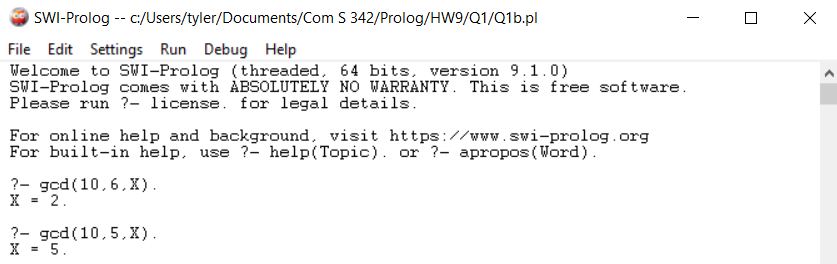 SWI-Prolog -- c:/Users/tyler/Documents/Com S 342/Prolog/HW9/Q1/Q1b.pl
File Edit Settings Run Debug Help
Welcome to SWI-Prolog (threaded, 64 bits, version 9.1.0)
SWI-Prolog comes with ABSOLUTELY NO WARRANTY. This is free software.
Please run ?- license. for legal details.
For online help and background, visit https://www.swi-prolog.org
For built-in help, use ?- help(Topic). or ?- apropos(Word).
?- gcd(10,6,X).
X = 2.
?- gcd(10,5,X).
X = 5.